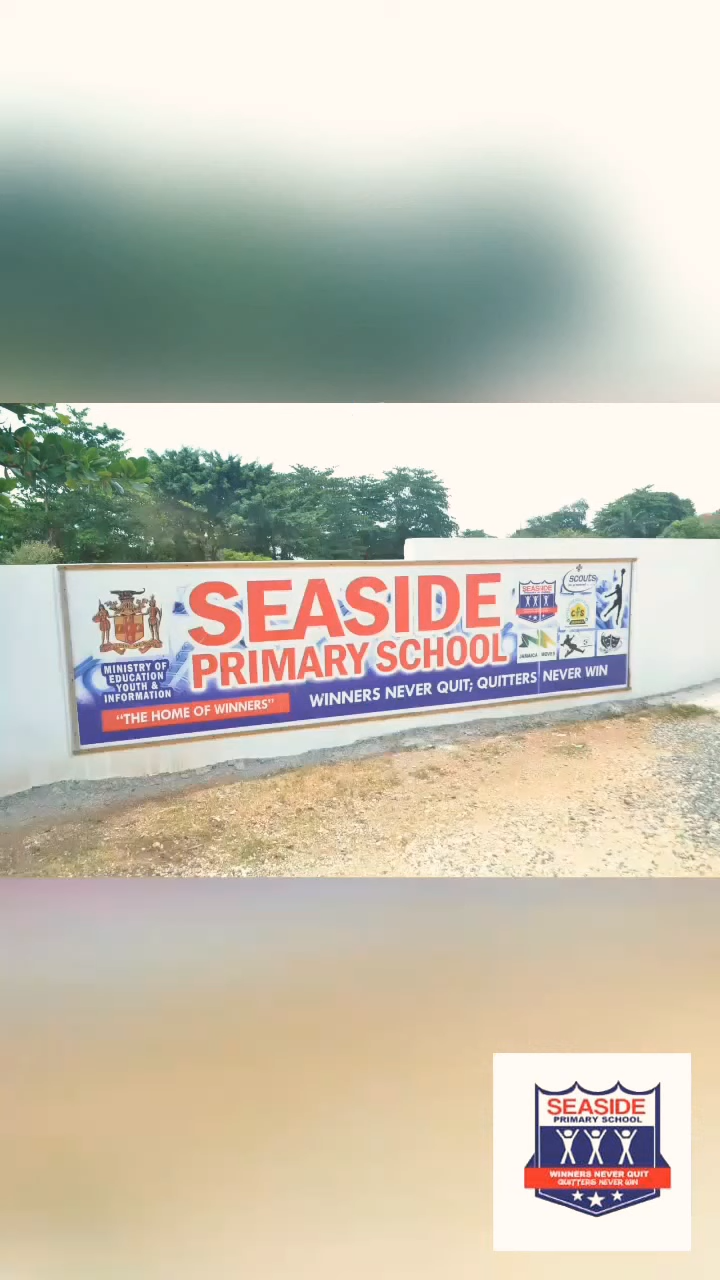 SEASIDE
PRIMARY SCHOOL
MINISTRY OF
EDUCATION
YOUTH &
INFORMATION
"THE HOME OF WINNERS"
WINNERS NEVER QUIT; QUITTERS NEVER WIN
SCOUTS
JAMAICA MOVES
SEASIDE
PRIMARY SCHOOL
WINNERS NEVER QUIT
QUITTERS NEVER WIN